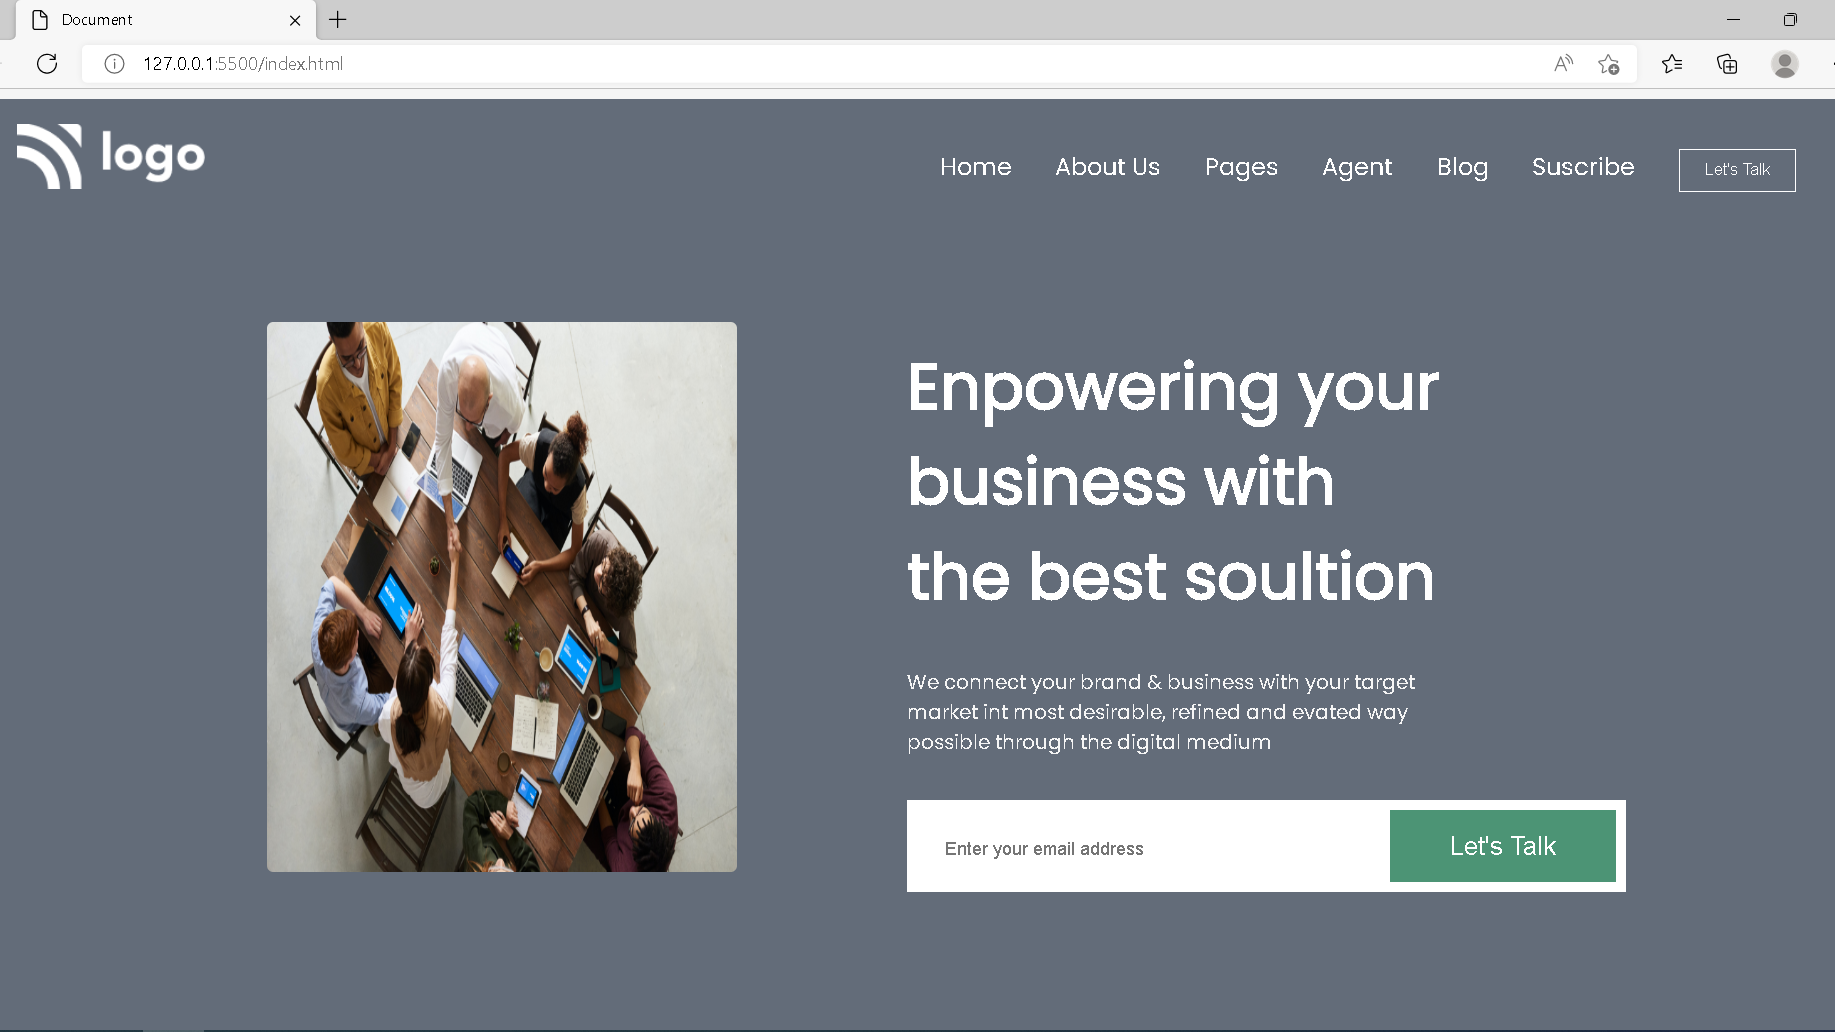 Document
127.0.0.1:5500/index.html
logo
Home About Us Pages Agent Blog Suscribe Let's Talk
Enpowering your
business with
the best soultion
We connect your brand & business with your target
market int most desirable, refined and evated way
possible through the digital medium
Enter your email address Let's Talk